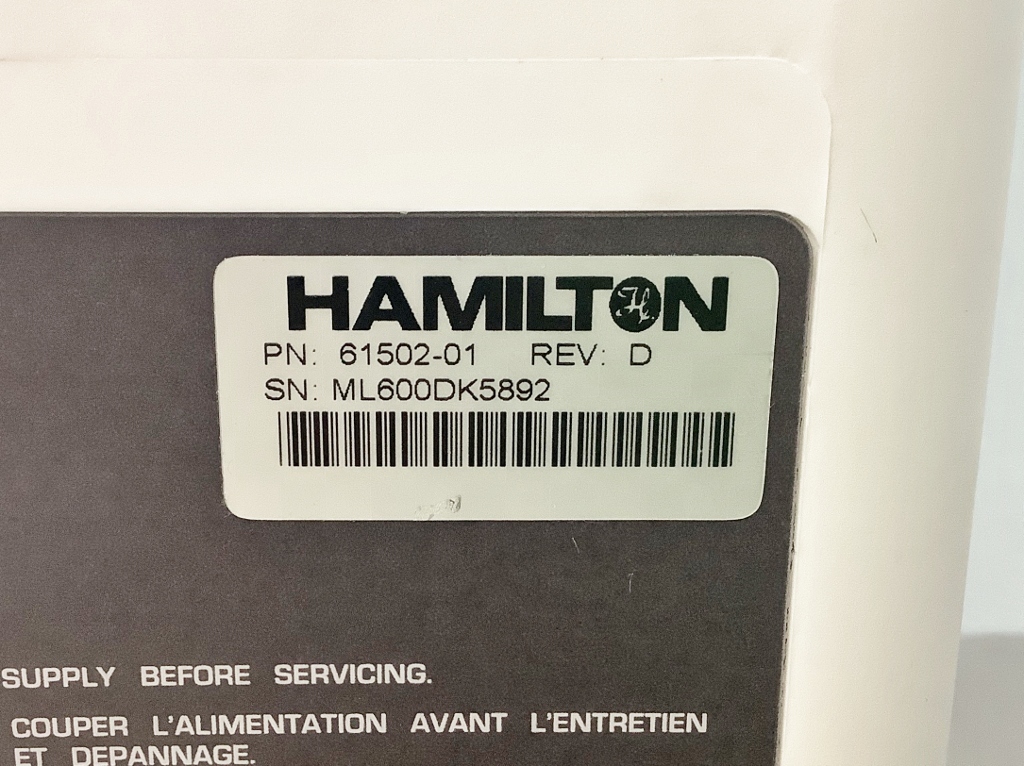 HAMILTON
PN: 61502-01 REV: D
SN: ML600DK5892
SUPPLY BEFORE SERVICING.
COUPER L'ALIMENTATION AVANT L'ENTRETIEN
ET DEPANNAGE.